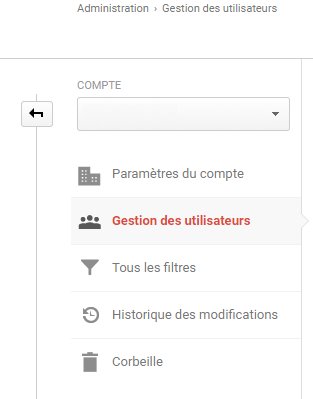 Administration › Gestion des utilisateurs
COMPTE
Paramètres du compte
Gestion des utilisateurs
Tous les filtres
Historique des modifications
Corbeille